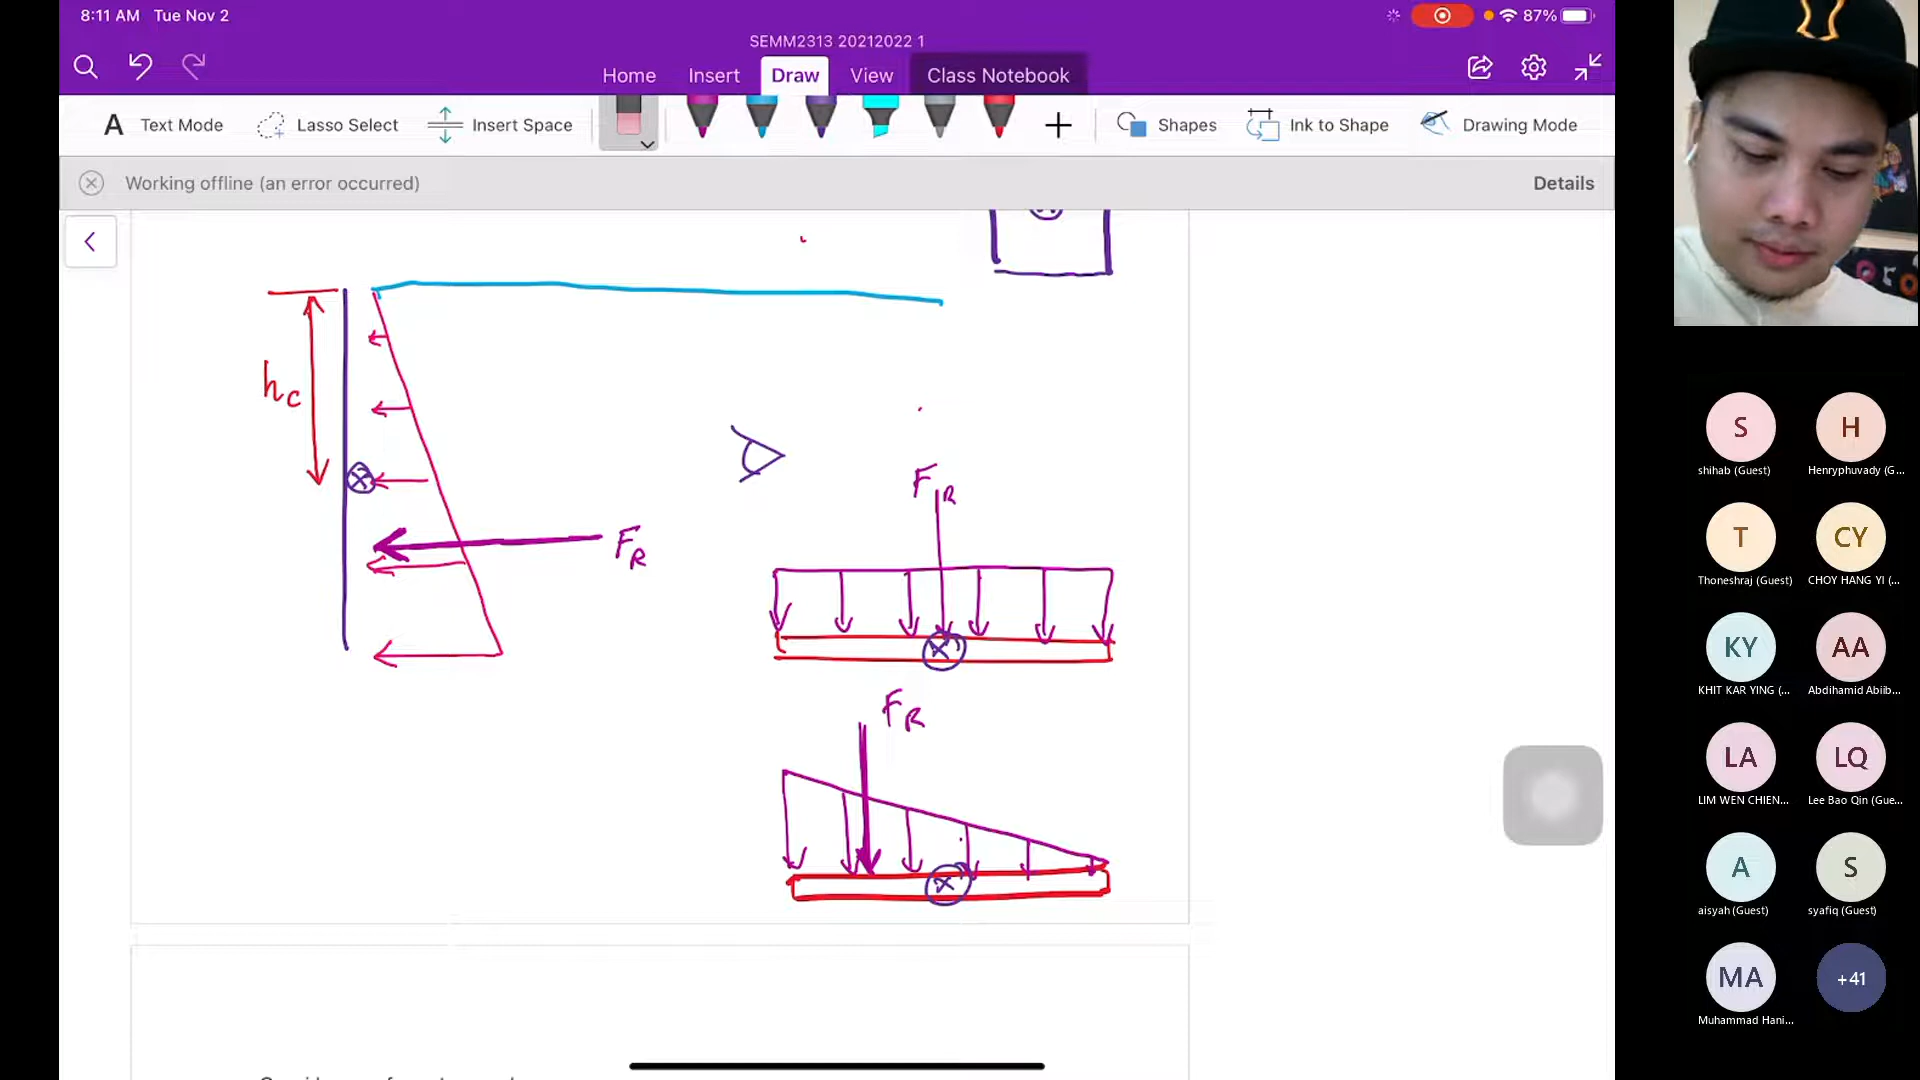 8:11 AM Tue Nov 2
87%
SEMM2313 20212022 1
Home Insert Draw View Class Notebook
A Text Mode Lasso Select Insert Space Shapes Ink to Shape Drawing Mode
Working offline (an error occurred) Details
hc
FR
FR
FR
S H
shihab (Guest) Henryphuvady (G...
T CY
Thoneshraj (Guest) CHOY HANG YI (...
KY AA
KHIT KAR YING (... Abdihamid Abiib...
LA LQ
LIM WEN CHIEN... Lee Bao Qin (Gue...
A S
aisyah (Guest) syafiq (Guest)
MA +41
Muhammad Hani...